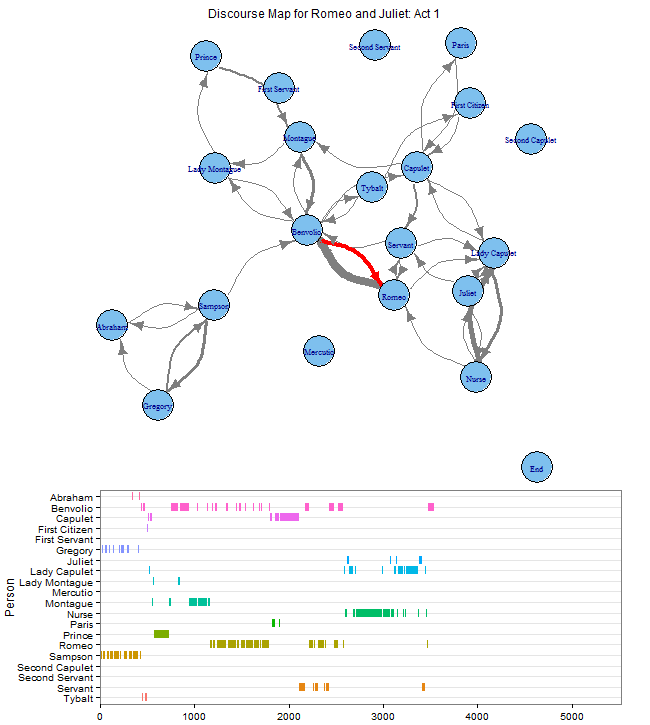 Discourse Map for Romeo and Juliet: Act 1
Prince
Second Servant
Paris
First Servant
First Citizen
Montague
Second Capulet
Lady Montague
Capulet
Tybalt
Benvolio
Servant
Lady Capulet
Romeo
Juliet
Sampson
Abraham
Mercutio
Nurse
Gregory
End
Person
Abraham
Benvolio
Capulet
First Citizen
First Servant
Gregory
Juliet
Lady Capulet
Lady Montague
Mercutio
Montague
Nurse
Paris
Prince
Romeo
Sampson
Second Capulet
Second Servant
Servant
Tybalt
0 1000 2000 3000 4000 5000